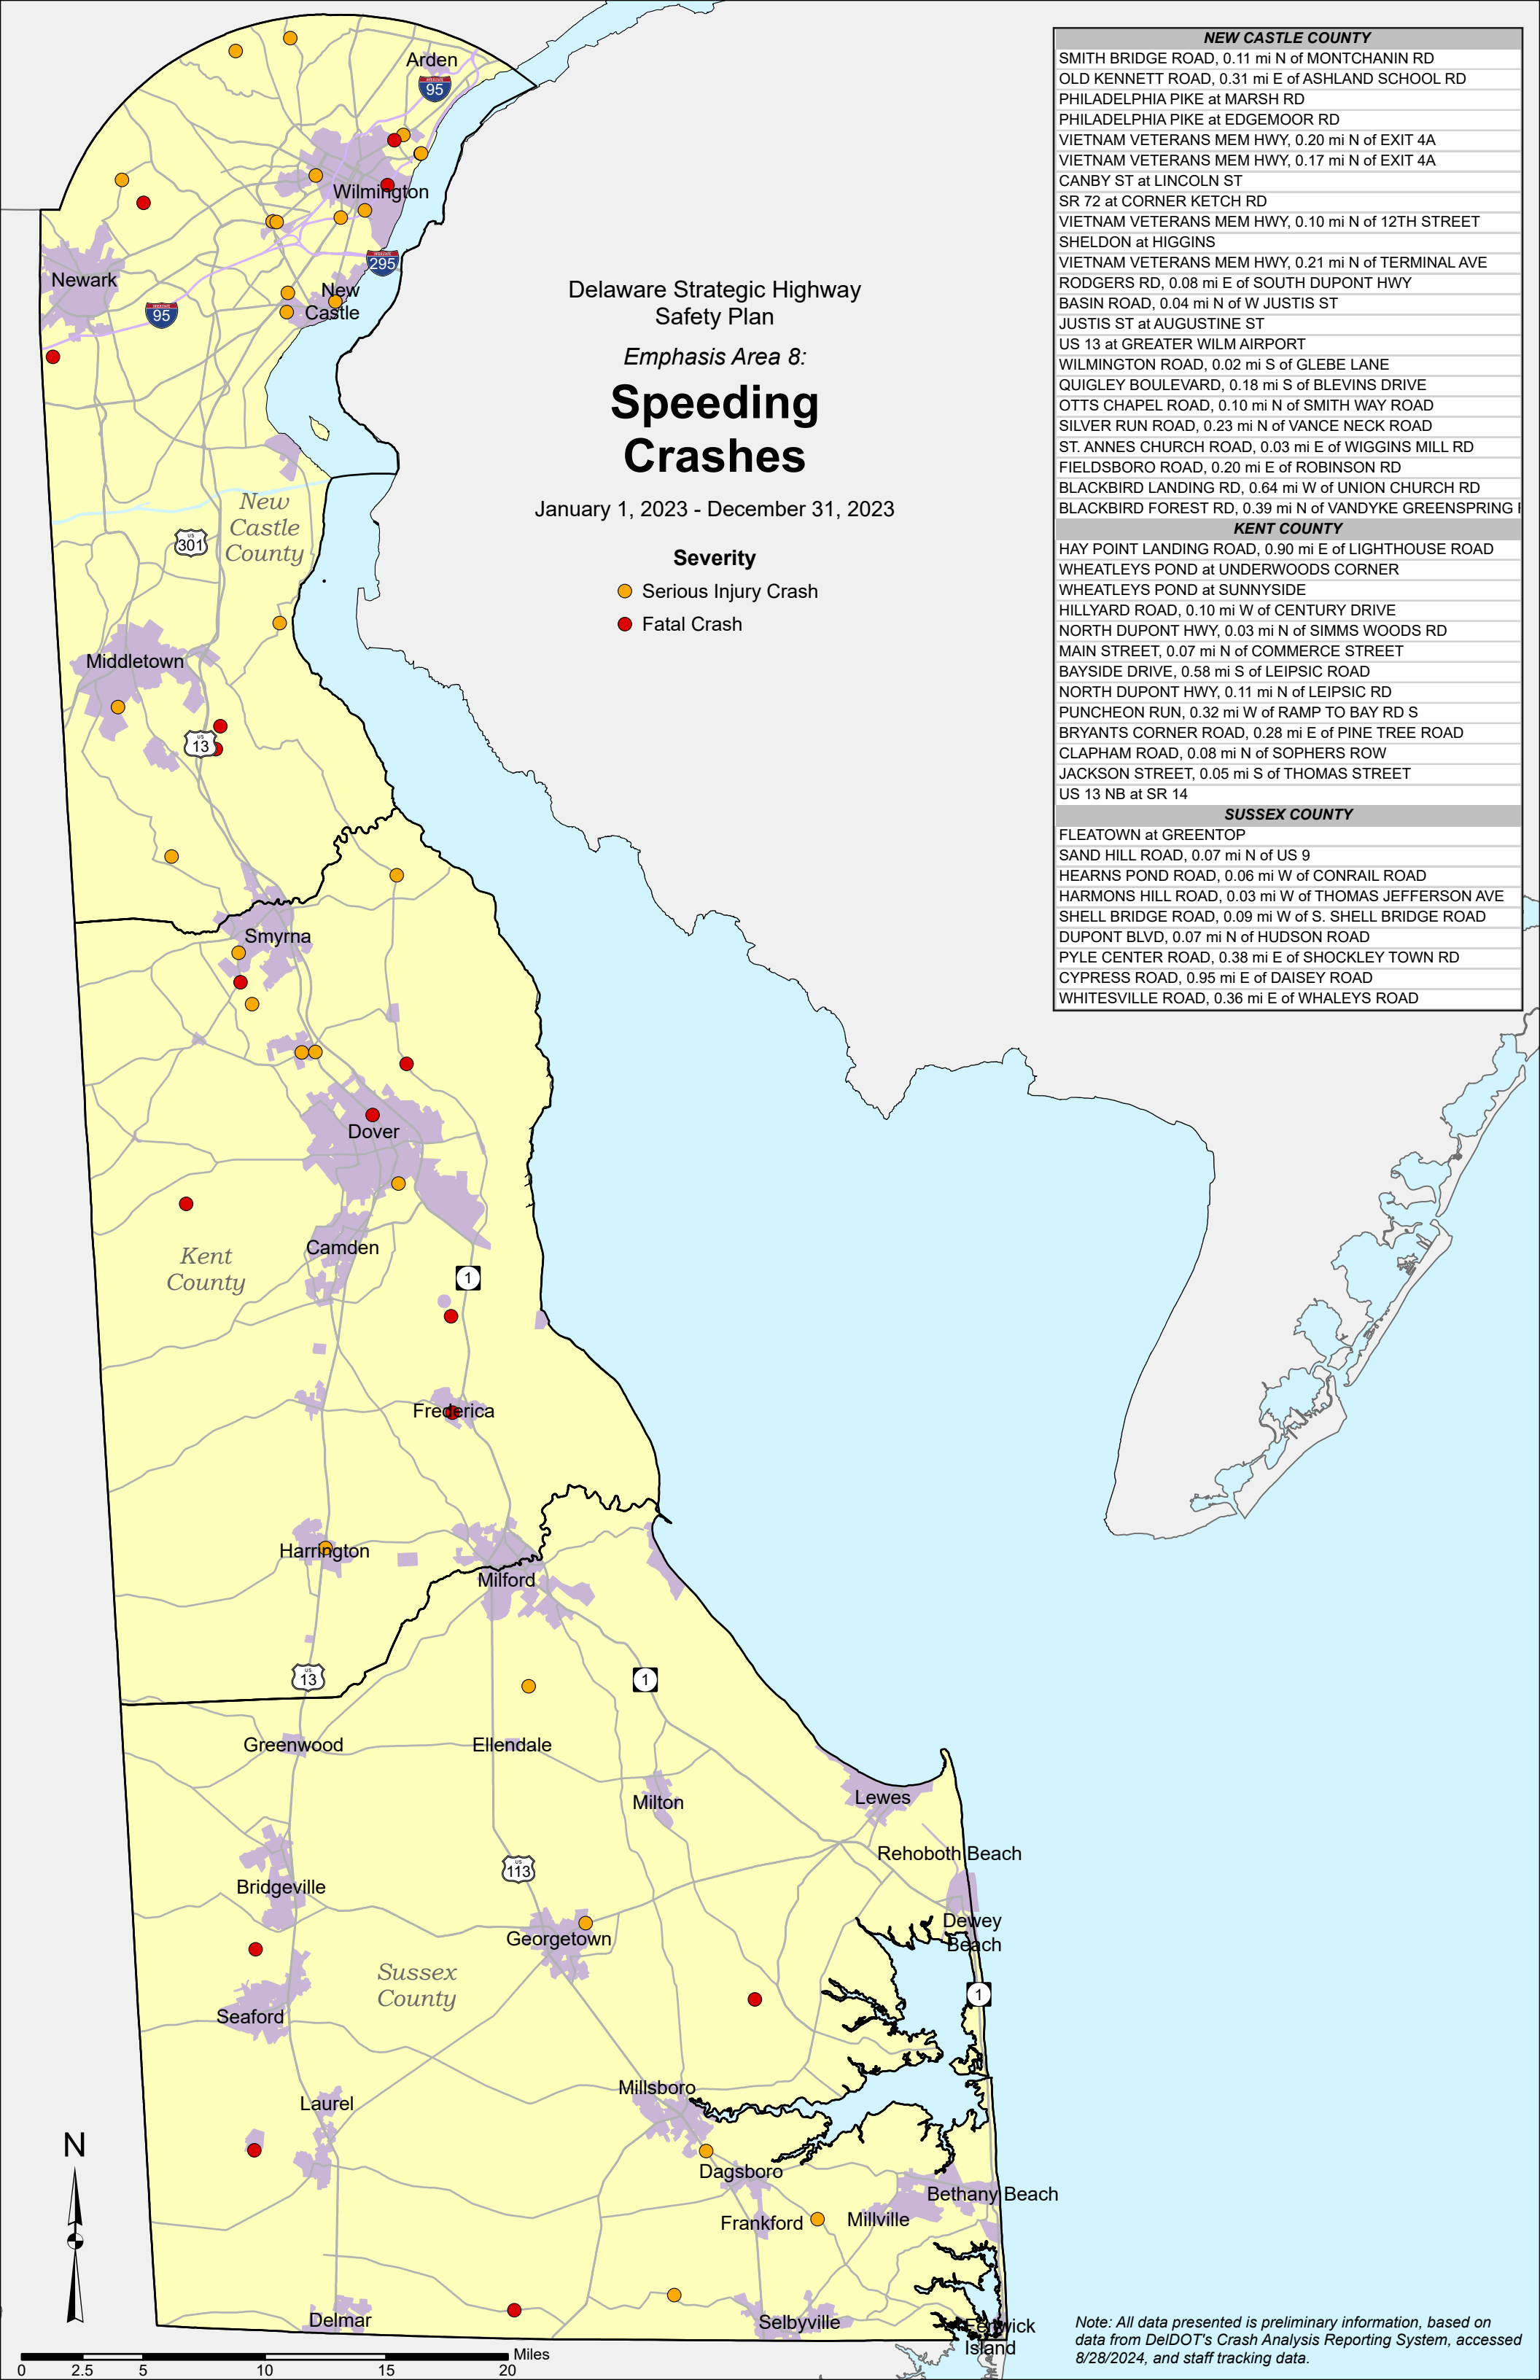 Delaware Strategic Highway
Safety Plan
Emphasis Area 8:
Speeding
Crashes
January 1, 2023 - December 31, 2023
Severity
Serious Injury Crash
Fatal Crash
NEW CASTLE COUNTY
SMITH BRIDGE ROAD, 0.11 mi N of MONTCHANIN RD
OLD KENNETT ROAD, 0.31 mi E of ASHLAND SCHOOL RD
PHILADELPHIA PIKE at MARSH RD
PHILADELPHIA PIKE at EDGEMOOR RD
VIETNAM VETERANS MEM HWY, 0.20 mi N of EXIT 4A
VIETNAM VETERANS MEM HWY, 0.17 mi N of EXIT 4A
CANBY ST at LINCOLN ST
SR 72 at CORNER KETCH RD
VIETNAM VETERANS MEM HWY, 0.10 mi N of 12TH STREET
SHELDON at HIGGINS
VIETNAM VETERANS MEM HWY, 0.21 mi N of TERMINAL AVE
RODGERS RD, 0.08 mi E of SOUTH DUPONT HWY
BASIN ROAD, 0.04 mi N of W JUSTIS ST
JUSTIS ST at AUGUSTINE ST
US 13 at GREATER WILM AIRPORT
WILMINGTON ROAD, 0.02 mi S of GLEBE LANE
QUIGLEY BOULEVARD, 0.18 mi S of BLEVINS DRIVE
OTTS CHAPEL ROAD, 0.10 mi N of SMITH WAY ROAD
SILVER RUN ROAD, 0.23 mi N of VANCE NECK ROAD
ST. ANNES CHURCH ROAD, 0.03 mi E of WIGGINS MILL RD
FIELDSBORO ROAD, 0.20 mi E of ROBINSON RD
BLACKBIRD LANDING RD, 0.64 mi W of UNION CHURCH RD
BLACKBIRD FOREST RD, 0.39 mi N of VANDYKE GREENSPRING
KENT COUNTY
HAY POINT LANDING ROAD, 0.90 mi E of LIGHTHOUSE ROAD
WHEATLEYS POND at UNDERWOODS CORNER
WHEATLEYS POND at SUNNYSIDE
HILLYARD ROAD, 0.10 mi W of CENTURY DRIVE
NORTH DUPONT HWY, 0.03 mi N of SIMMS WOODS RD
MAIN STREET, 0.07 mi N of COMMERCE STREET
BAYSIDE DRIVE, 0.58 mi S of LEIPSIC ROAD
NORTH DUPONT HWY, 0.11 mi N of LEIPSIC RD
PUNCHEON RUN, 0.32 mi W of RAMP TO BAY RD S
BRYANTS CORNER ROAD, 0.28 mi E of PINE TREE ROAD
CLAPHAM ROAD, 0.08 mi N of SOPHERS ROW
JACKSON STREET, 0.05 mi S of THOMAS STREET
US 13 NB at SR 14
SUSSEX COUNTY
FLEATOWN at GREENTOP
SAND HILL ROAD, 0.07 mi N of US 9
HEARNS POND ROAD, 0.06 mi W of CONRAIL ROAD
HARMONS HILL ROAD, 0.03 mi W of THOMAS JEFFERSON AVE
SHELL BRIDGE ROAD, 0.09 mi W of S. SHELL BRIDGE ROAD
DUPONT BLVD, 0.07 mi N of HUDSON ROAD
PYLE CENTER ROAD, 0.38 mi E of SHOCKLEY TOWN RD
CYPRESS ROAD, 0.95 mi E of DAISEY ROAD
WHITESVILLE ROAD, 0.36 mi E of WHALEYS ROAD
Arden
95
Wilmington
295
Newark
New
Castle
95
New
Castle
County
US
301
Middletown
US
13
Smyrna
Dover
Camden
Kent
County
1
Frederica
Harrington
Milford
US
13
1
Greenwood
Ellendale
Milton
Lewes
Rehoboth Beach
US
113
Bridgeville
Dewey
Beach
Georgetown
Sussex
County
1
Seaford
Millsboro
Laurel
Dagsboro
Bethany Beach
Frankford
Millville
Delmar
Selbyville
Fenwick
Island
N
Miles
0
2.5
5
10
15
20
Note: All data presented is preliminary information, based on
data from DelDOT's Crash Analysis Reporting System, accessed
8/28/2024, and staff tracking data.